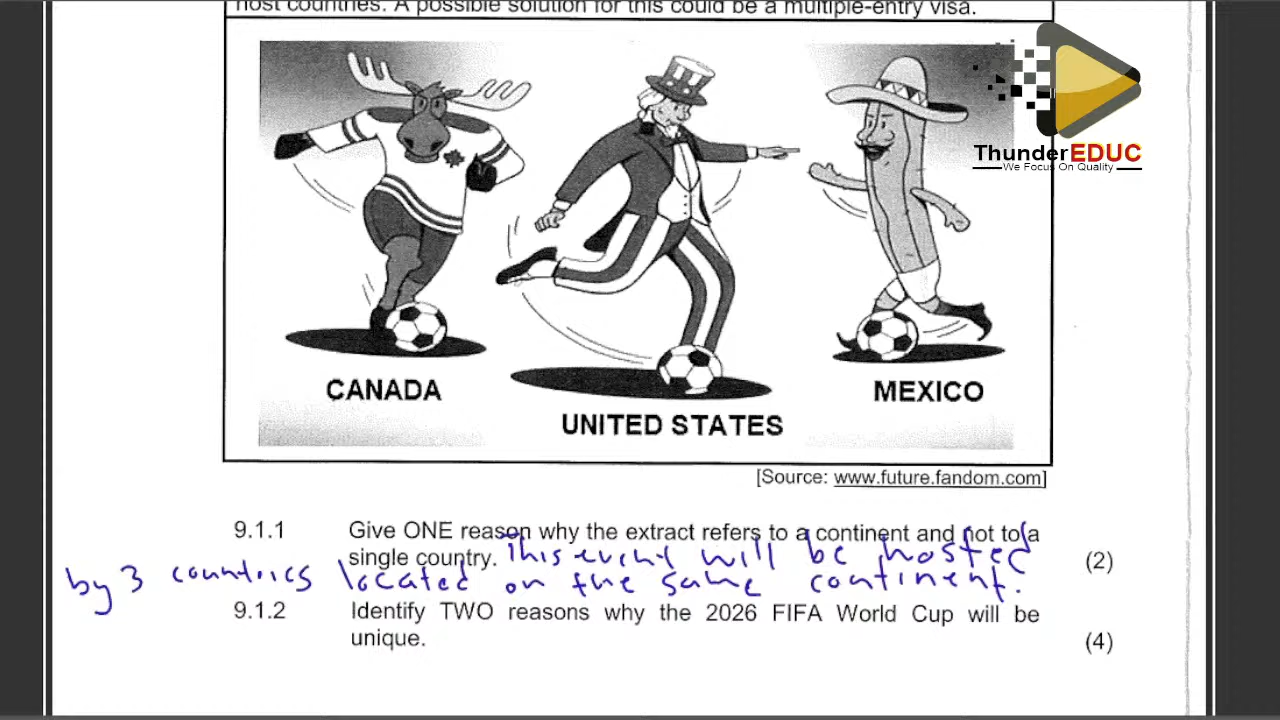 host countries. A possible solution for this could be a multiple-entry visa.
ThunderEDUC
We Focus On Quality
CANADA
UNITED STATES
MEXICO
[Source: www.future.fandom.com]
9.1.1 Give ONE reason why the extract refers to a continent and not to a
single country. This event will be hosted (2)
by 3 countries located on the same continent.
9.1.2 Identify TWO reasons why the 2026 FIFA World Cup will be
unique. (4)